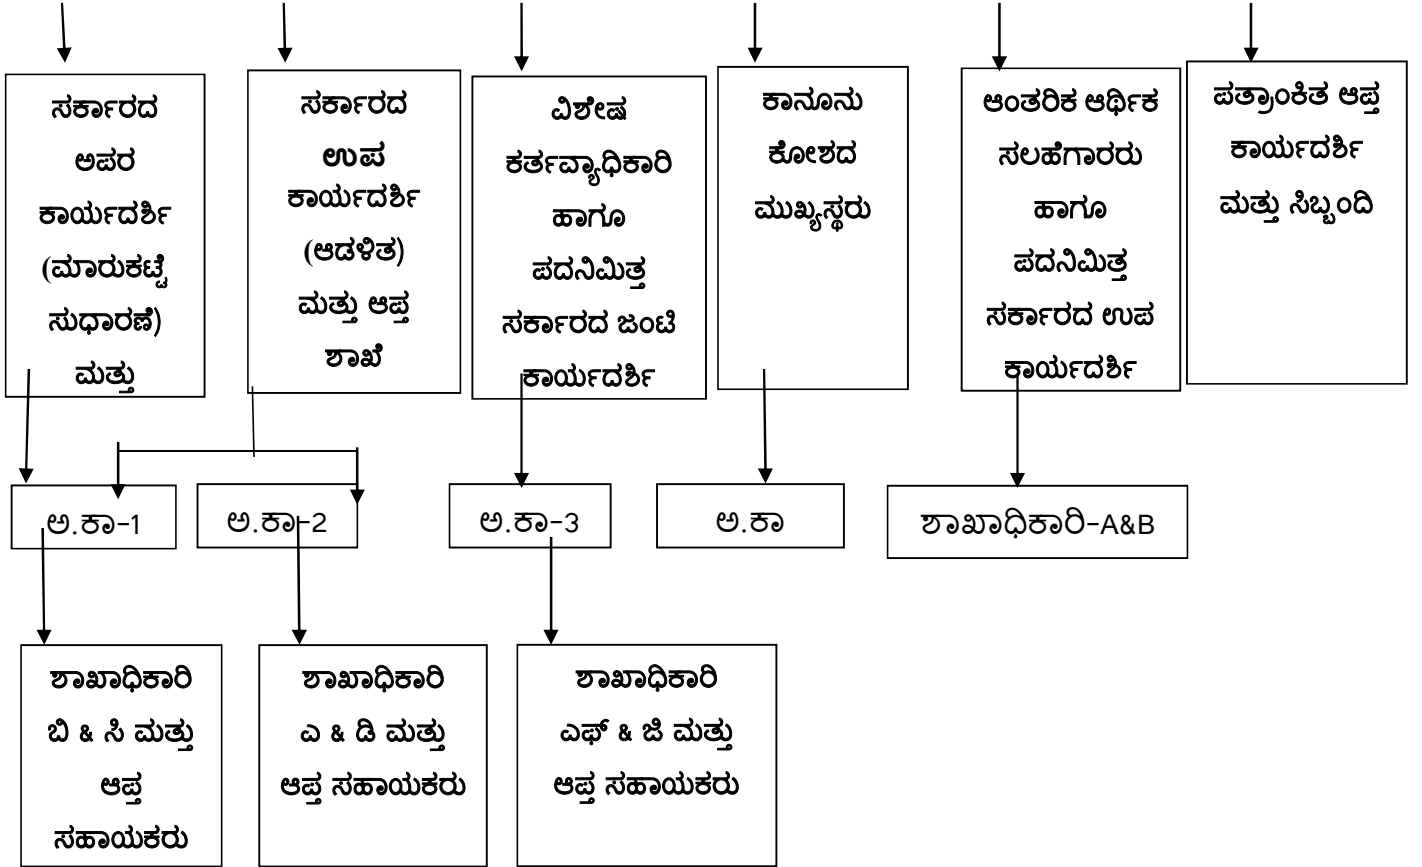 ಸರ್ಕಾರದ
ಅಪರ
ಕಾರ್ಯದರ್ಶಿ
(ಮಾರುಕಟ್ಟೆ
ಸುಧಾರಣೆ)
ಮತ್ತು
ಸರ್ಕಾರದ
ಉಪ
ಕಾರ್ಯದರ್ಶಿ
(ಆಡಳಿತ)
ಮತ್ತು ಆಪ್ತ
ಶಾಖೆ
ವಿಶೇಷ
ಕರ್ತವ್ಯಾಧಿಕಾರಿ
ಹಾಗೂ
ಪದನಿಮಿತ್ತ
ಸರ್ಕಾರದ ಜಂಟಿ
ಕಾರ್ಯದರ್ಶಿ
ಕಾನೂನು
ಕೋಶದ
ಮುಖ್ಯಸ್ಥರು
ಆಂತರಿಕ ಆರ್ಥಿಕ
ಸಲಹೆಗಾರರು
ಹಾಗೂ
ಪದನಿಮಿತ್ತ
ಸರ್ಕಾರದ ಉಪ
ಕಾರ್ಯದರ್ಶಿ
ಪತ್ರಾಂಕಿತ ಆಪ್ತ
ಕಾರ್ಯದರ್ಶಿ
ಮತ್ತು ಸಿಬ್ಬಂದಿ
ಅ.ಕಾ-1
ಅ.ಕಾ-2
ಅ.ಕಾ-3
ಅ.ಕಾ
ಶಾಖಾಧಿಕಾರಿ-A&B
ಶಾಖಾಧಿಕಾರಿ
ಬಿ & ಸಿ ಮತ್ತು
ಆಪ್ತ
ಸಹಾಯಕರು
ಶಾಖಾಧಿಕಾರಿ
ಎ & ಡಿ ಮತ್ತು
ಆಪ್ತ ಸಹಾಯಕರು
ಶಾಖಾಧಿಕಾರಿ
ಎಫ್ & ಜಿ ಮತ್ತು
ಆಪ್ತ ಸಹಾಯಕರು